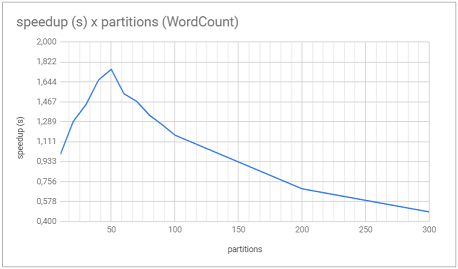 speedup (s) x partitions (WordCount)
2,000
1,822
1,644
1,467
1,289
1,111
0,933
0,756
0,578
0,400
speedup (s)
50 100 150 200 250 300
partitions